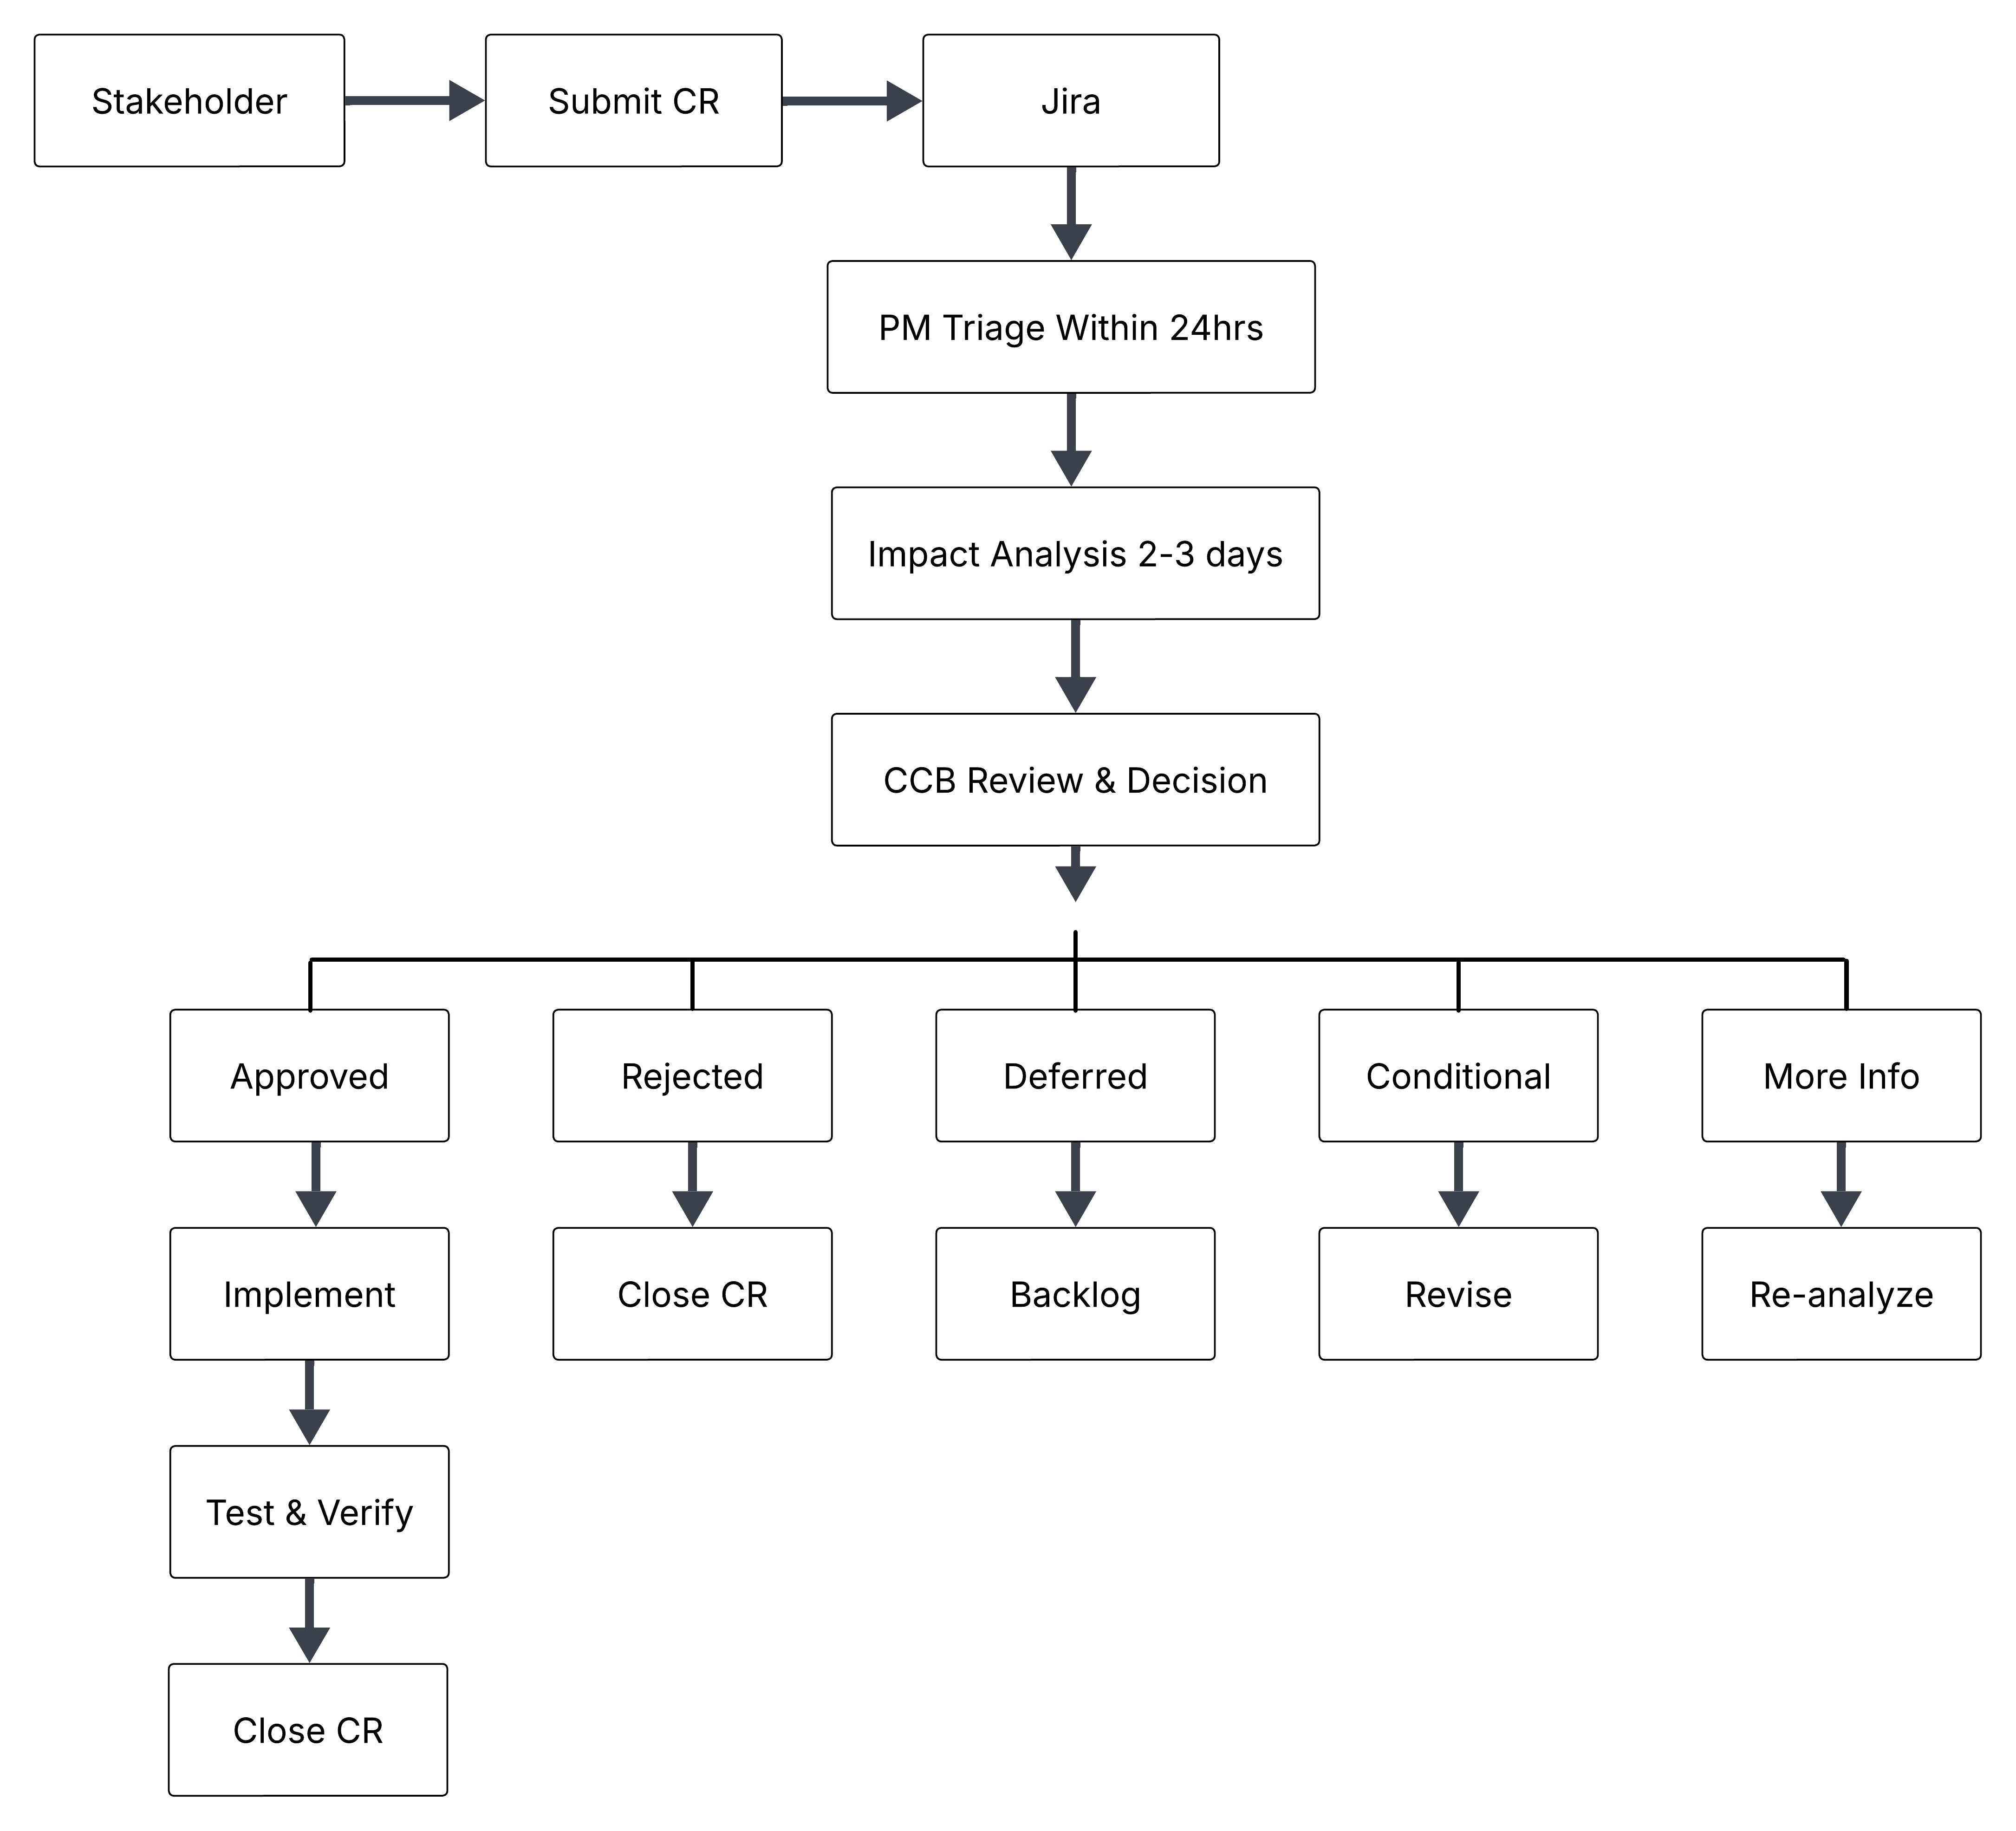 Stakeholder
Submit CR
Jira
PM Triage Within 24hrs
Impact Analysis 2-3 days
CCB Review & Decision
Approved
Rejected
Deferred
Conditional
More Info
Implement
Close CR
Backlog
Revise
Re-analyze
Test & Verify
Close CR